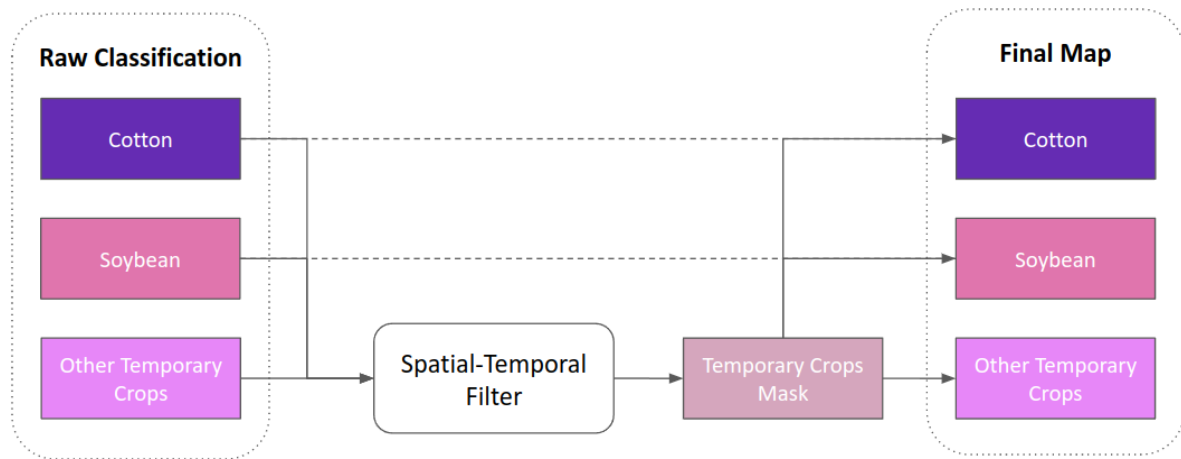 Raw Classification
Cotton
Soybean
Other Temporary
Crops
Spatial-Temporal
Filter
Temporary Crops
Mask
Final Map
Cotton
Soybean
Other Temporary
Crops